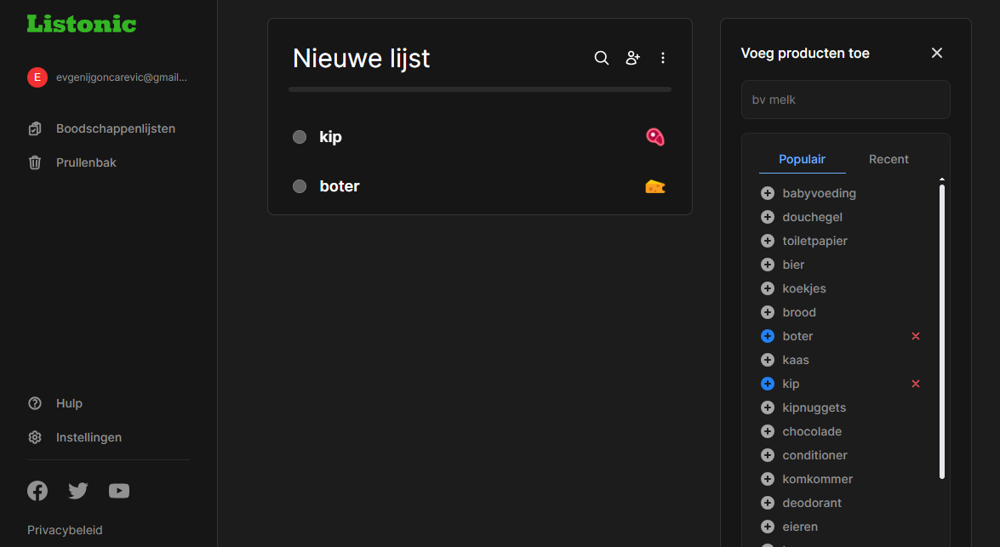 Listonic
E
evgenijgoncarevic@gmail...
Boodschappenlijsten
Prullenbak
Hulp
Instellingen
Privacybeleid
Nieuwe lijst
kip
boter
Voeg producten toe
bv melk
Populair
Recent
babyvoeding
douchegel
toiletpapier
bier
koekjes
brood
boter
kaas
kip
kipnuggets
chocolade
conditioner
komkommer
deodorant
eieren